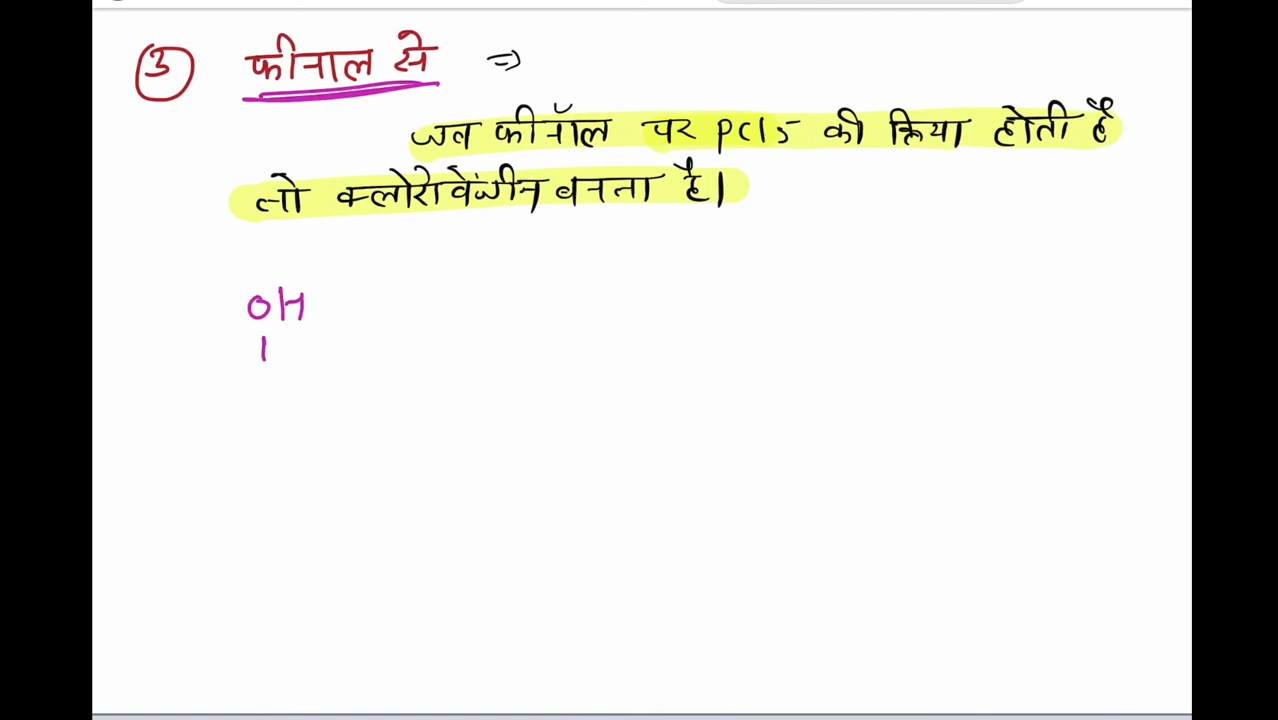 ③ फीनाल से ⇒
जब फीनॉल पर PCl5 की क्रिया होती है
तो क्लोरोबेंजीन बनता है।
OH
|